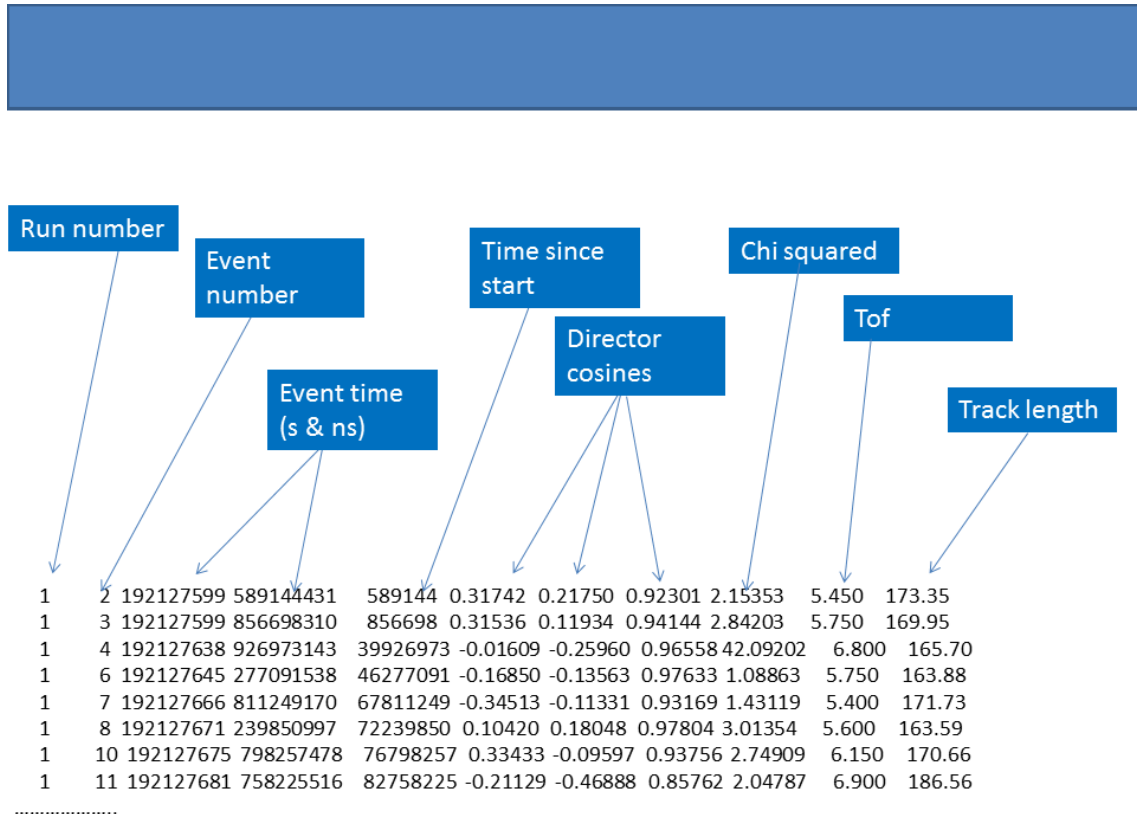 Run number
Event
number
Time since
start
Chi squared
Tof
Director
cosines
Event time
(s & ns)
Track length
1 2 192127599 589144431 589144 0.31742 0.21750 0.92301 2.15353 5.450 173.35
1 3 192127599 856698310 856698 0.31536 0.11934 0.94144 2.84203 5.750 169.95
1 4 192127638 926973143 39926973 -0.01609 -0.25960 0.96558 42.09202 6.800 165.70
1 6 192127645 277091538 46277091 -0.16850 -0.13563 0.97633 1.08863 5.750 163.88
1 7 192127666 811249170 67811249 -0.34513 -0.11331 0.93169 1.43119 5.400 171.73
1 8 192127671 239850997 72239850 0.10420 0.18048 0.97804 3.01354 5.600 163.59
1 10 192127675 798257478 76798257 0.33433 -0.09597 0.93756 2.74909 6.150 170.66
1 11 192127681 758225516 82758225 -0.21129 -0.46888 0.85762 2.04787 6.900 186.56
...................